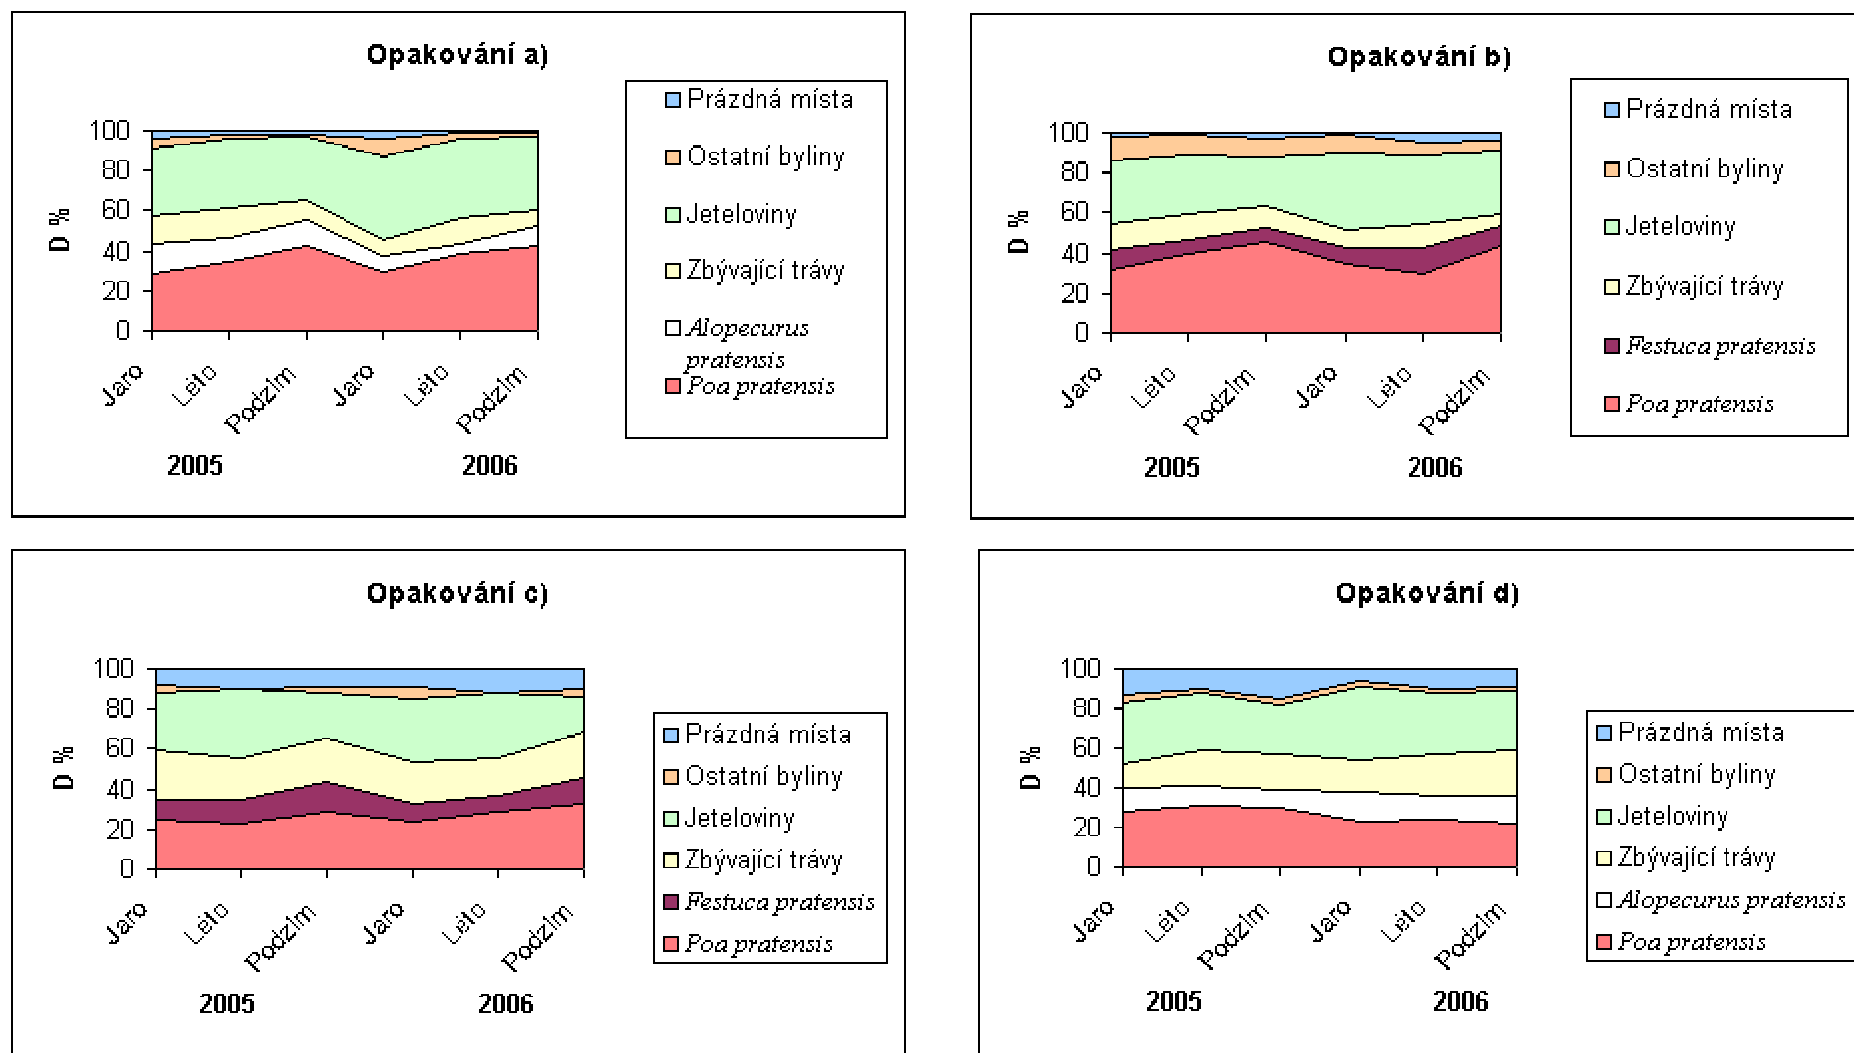 Opakování a)
D %
100
80
60
40
20
0
Jaro
Léto
Podzim
Jaro
Léto
Podzim
2005
2006
Prázdná místa
Ostatní byliny
Jeteloviny
Zbývající trávy
Alopecurus
pratensis
Poa pratensis
Opakování b)
D %
100
80
60
40
20
0
Jaro
Léto
Podzim
Jaro
Léto
Podzim
2005
2006
Prázdná místa
Ostatní byliny
Jeteloviny
Zbývající trávy
Festuca pratensis
Poa pratensis
Opakování c)
D %
100
80
60
40
20
0
Jaro
Léto
Podzim
Jaro
Léto
Podzim
2005
2006
Prázdná místa
Ostatní byliny
Jeteloviny
Zbývající trávy
Festuca pratensis
Poa pratensis
Opakování d)
D %
100
80
60
40
20
0
Jaro
Léto
Podzim
Jaro
Léto
Podzim
2005
2006
Prázdná místa
Ostatní byliny
Jeteloviny
Zbývající trávy
Alopecurus pratensis
Poa pratensis